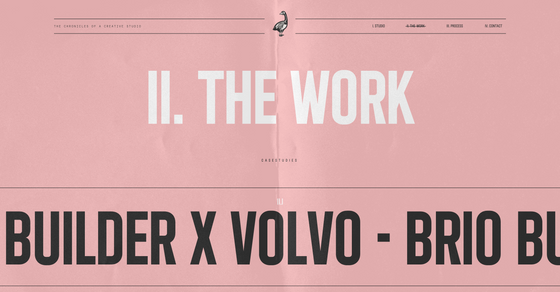 THE CHRONICLES OF A CREATIVE STUDIO
I. STUDIO
II. THE WORK
III. PROCESS
IV. CONTACT
II. THE WORK
CASESTUDIES
BUILDER X VOLVO - BRIO BU